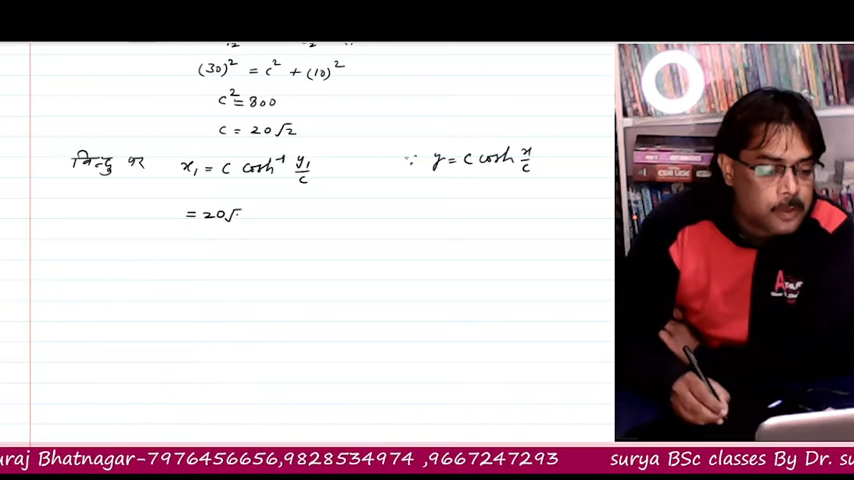 (30)² = c² + (10)²
c² = 800
c = 20√2
बिन्दु पर x₁ = c cosh⁻¹ y₁/c ∵ y = c cosh x/c
= 20√
uraj Bhatnagar-7976456656,9828534974 ,9667247293 surya BSc classes By Dr. su